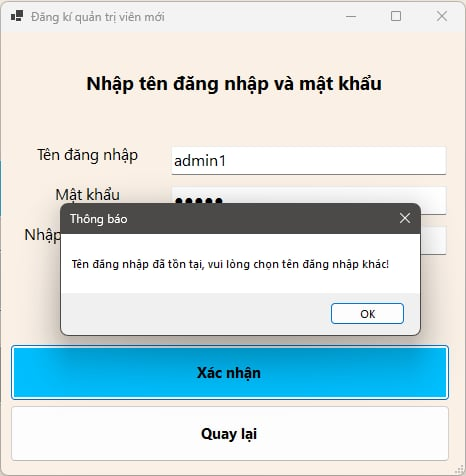 Đăng kí quản trị viên mới
Nhập tên đăng nhập và mật khẩu
Tên đăng nhập
admin1
Mật khẩu
●●●●●
Nhập
Thông báo
Tên đăng nhập đã tồn tại, vui lòng chọn tên đăng nhập khác!
OK
Xác nhận
Quay lại